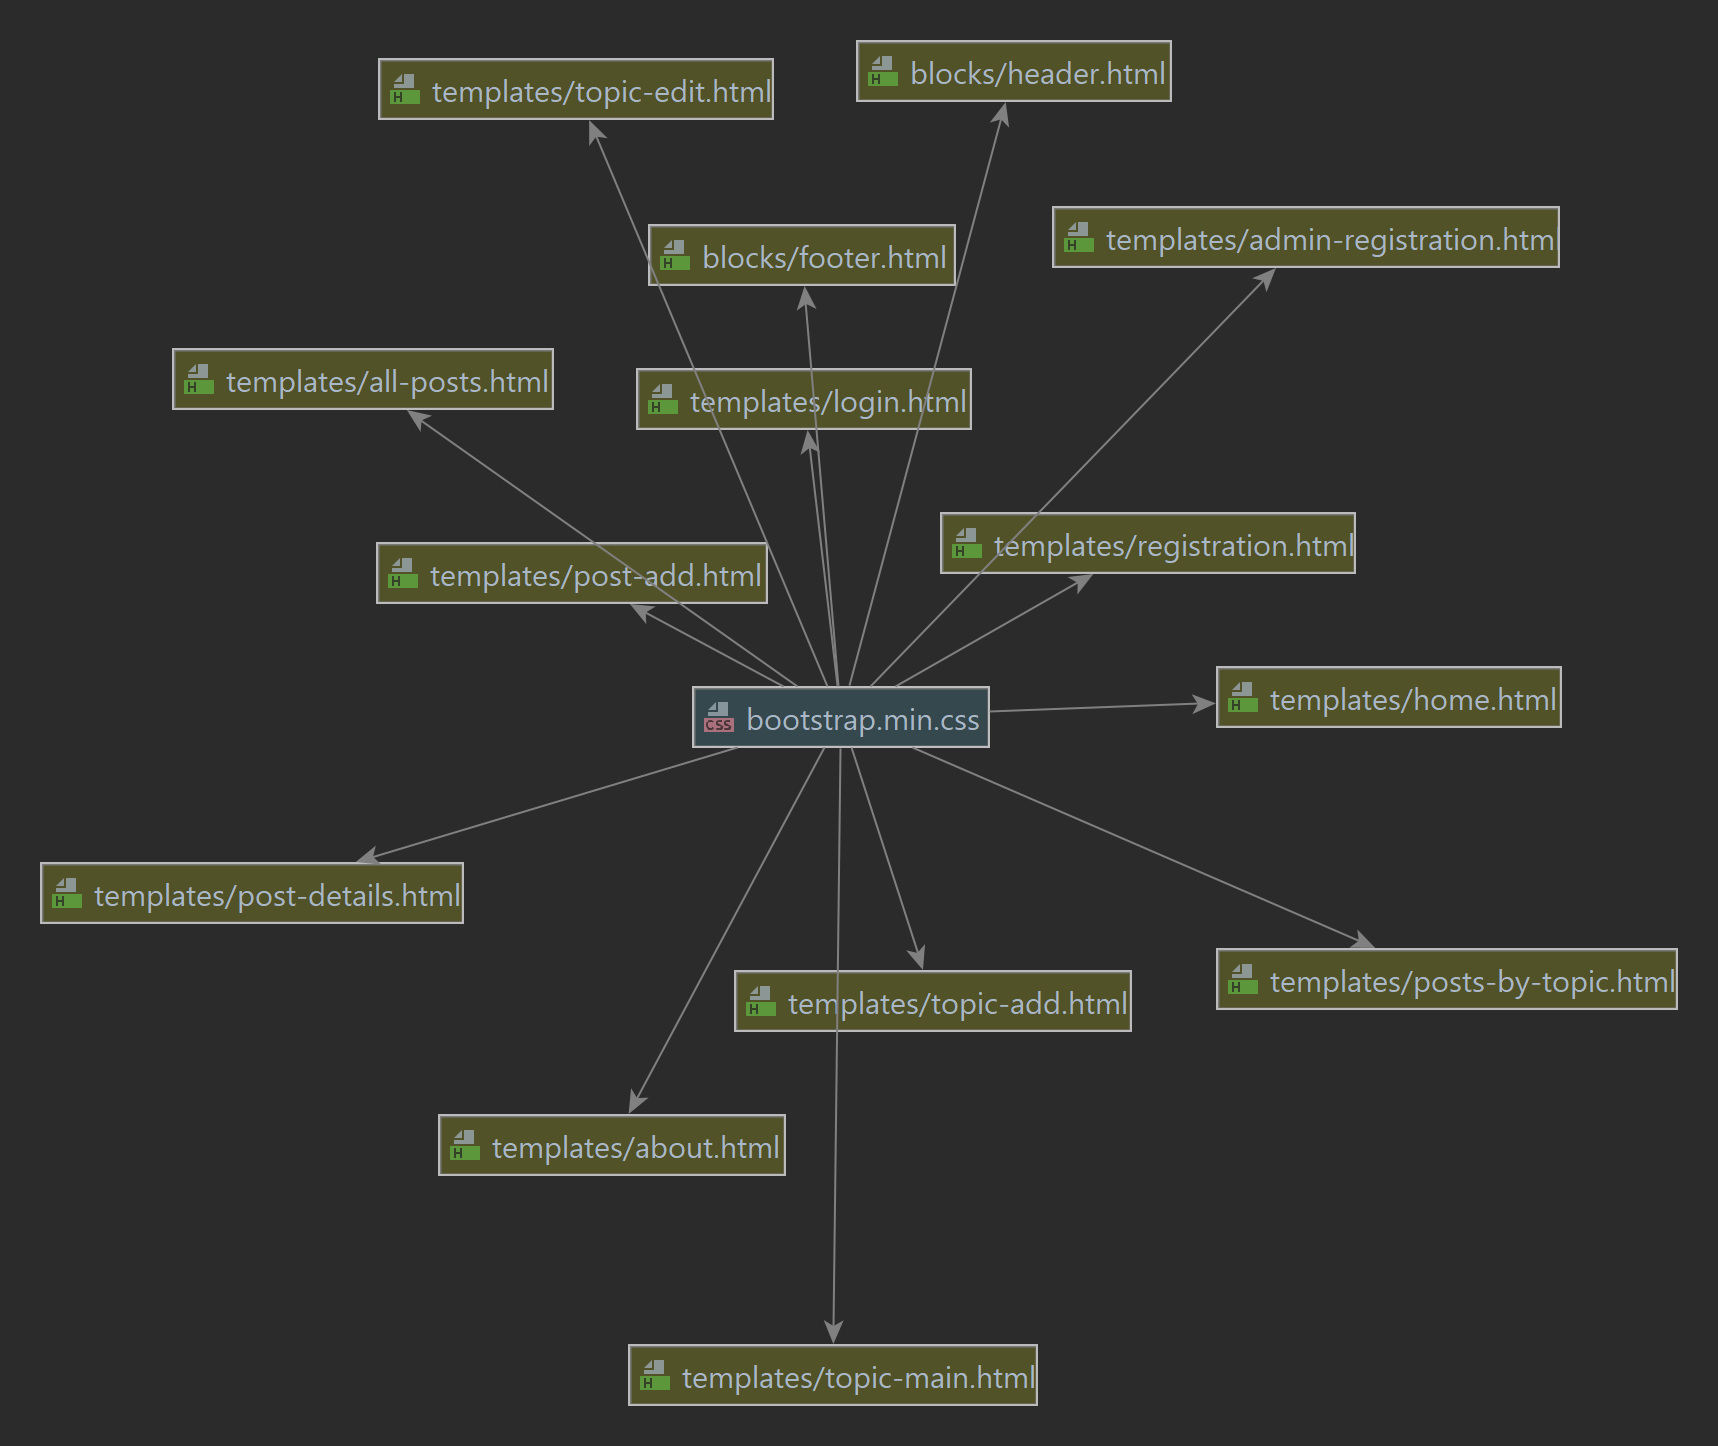 blocks/header.html
templates/topic-edit.html
templates/admin-registration.html
blocks/footer.html
templates/all-posts.html
templates/login.html
templates/registration.html
templates/post-add.html
templates/home.html
CSS bootstrap.min.css
templates/post-details.html
templates/posts-by-topic.html
templates/topic-add.html
templates/about.html
templates/topic-main.html